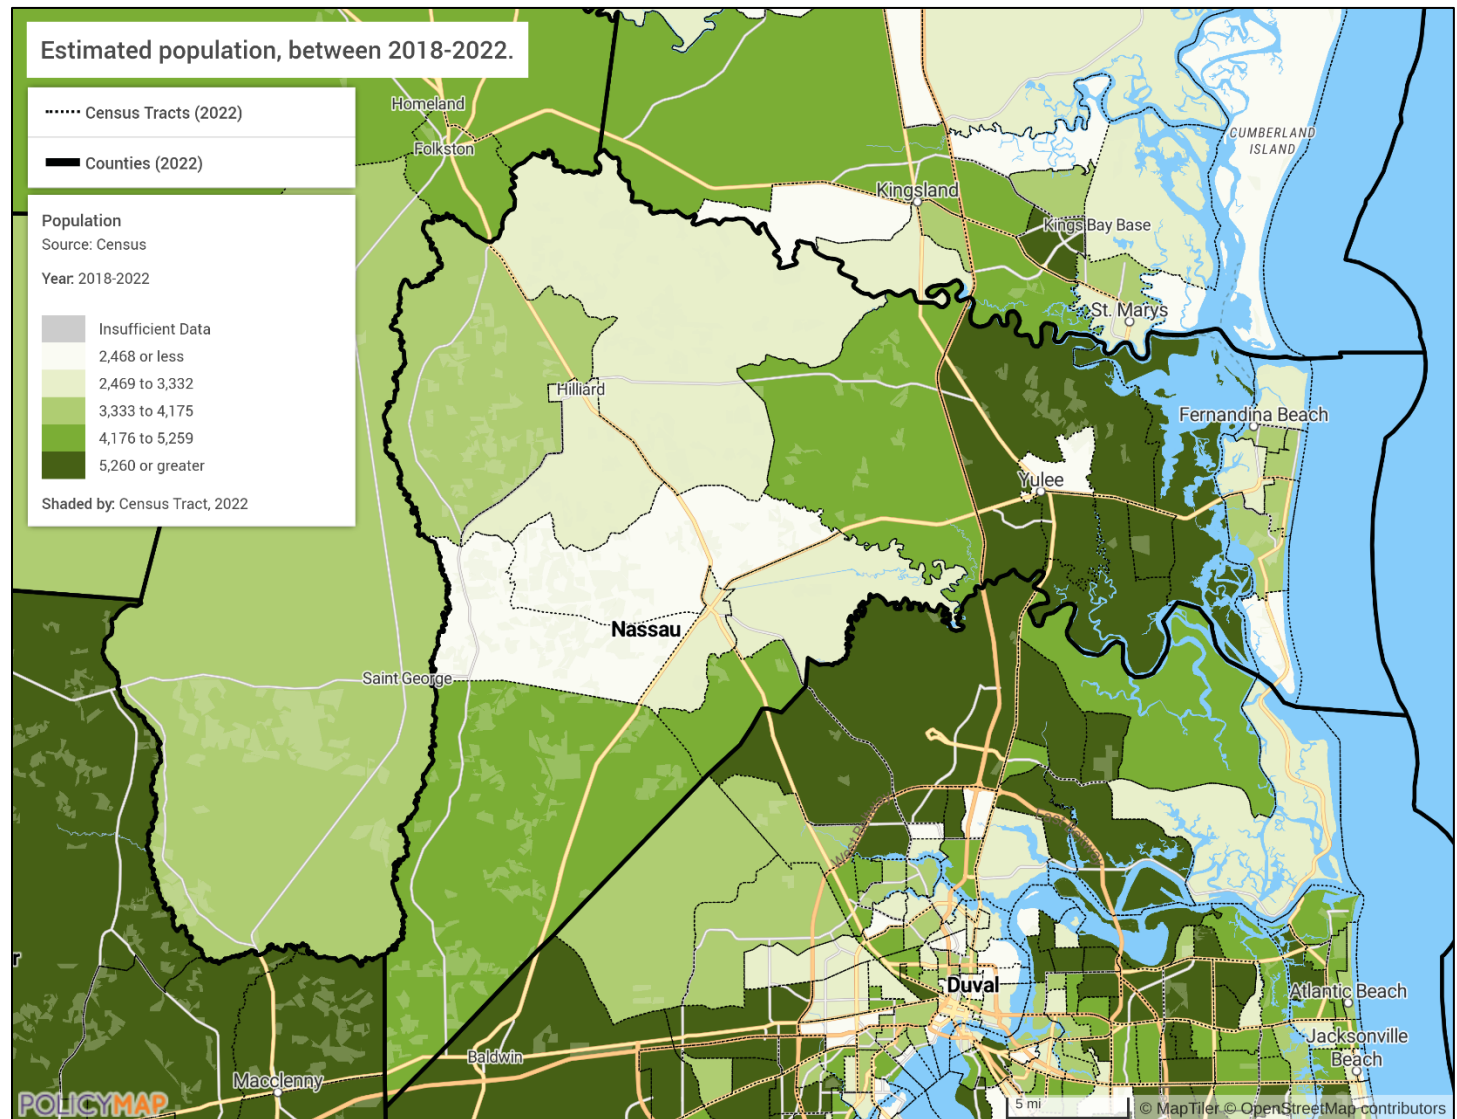 Estimated population, between 2018-2022.
Census Tracts (2022)
Counties (2022)
Population
Source: Census
Year: 2018-2022
Insufficient Data
2,468 or less
2,469 to 3,332
3,333 to 4,175
4,176 to 5,259
5,260 or greater
Shaded by: Census Tract, 2022
Homeland
Folkston
CUMBERLAND
ISLAND
Kingsland
Kings Bay Base
St. Marys
Hilliard
Fernandina Beach
Yulee
Nassau
Saint George
Duval
Atlantic Beach
Jacksonville
Beach
Baldwin
Macclenny
r
POLICYMAP
5 mi
© MapTiler © OpenStreetMap contributors